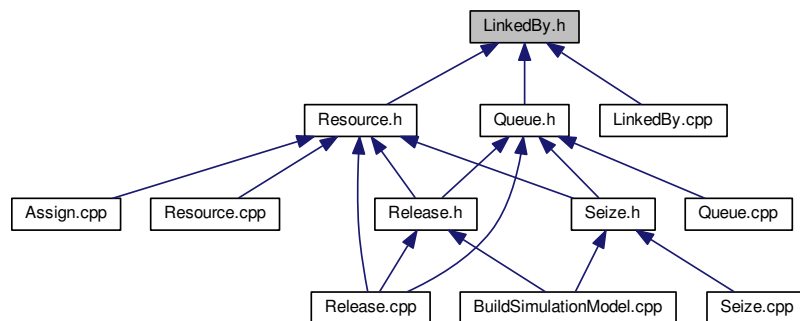 LinkedBy.h
Resource.h
Queue.h
LinkedBy.cpp
Assign.cpp
Resource.cpp
Release.h
Seize.h
Queue.cpp
Release.cpp
BuildSimulationModel.cpp
Seize.cpp